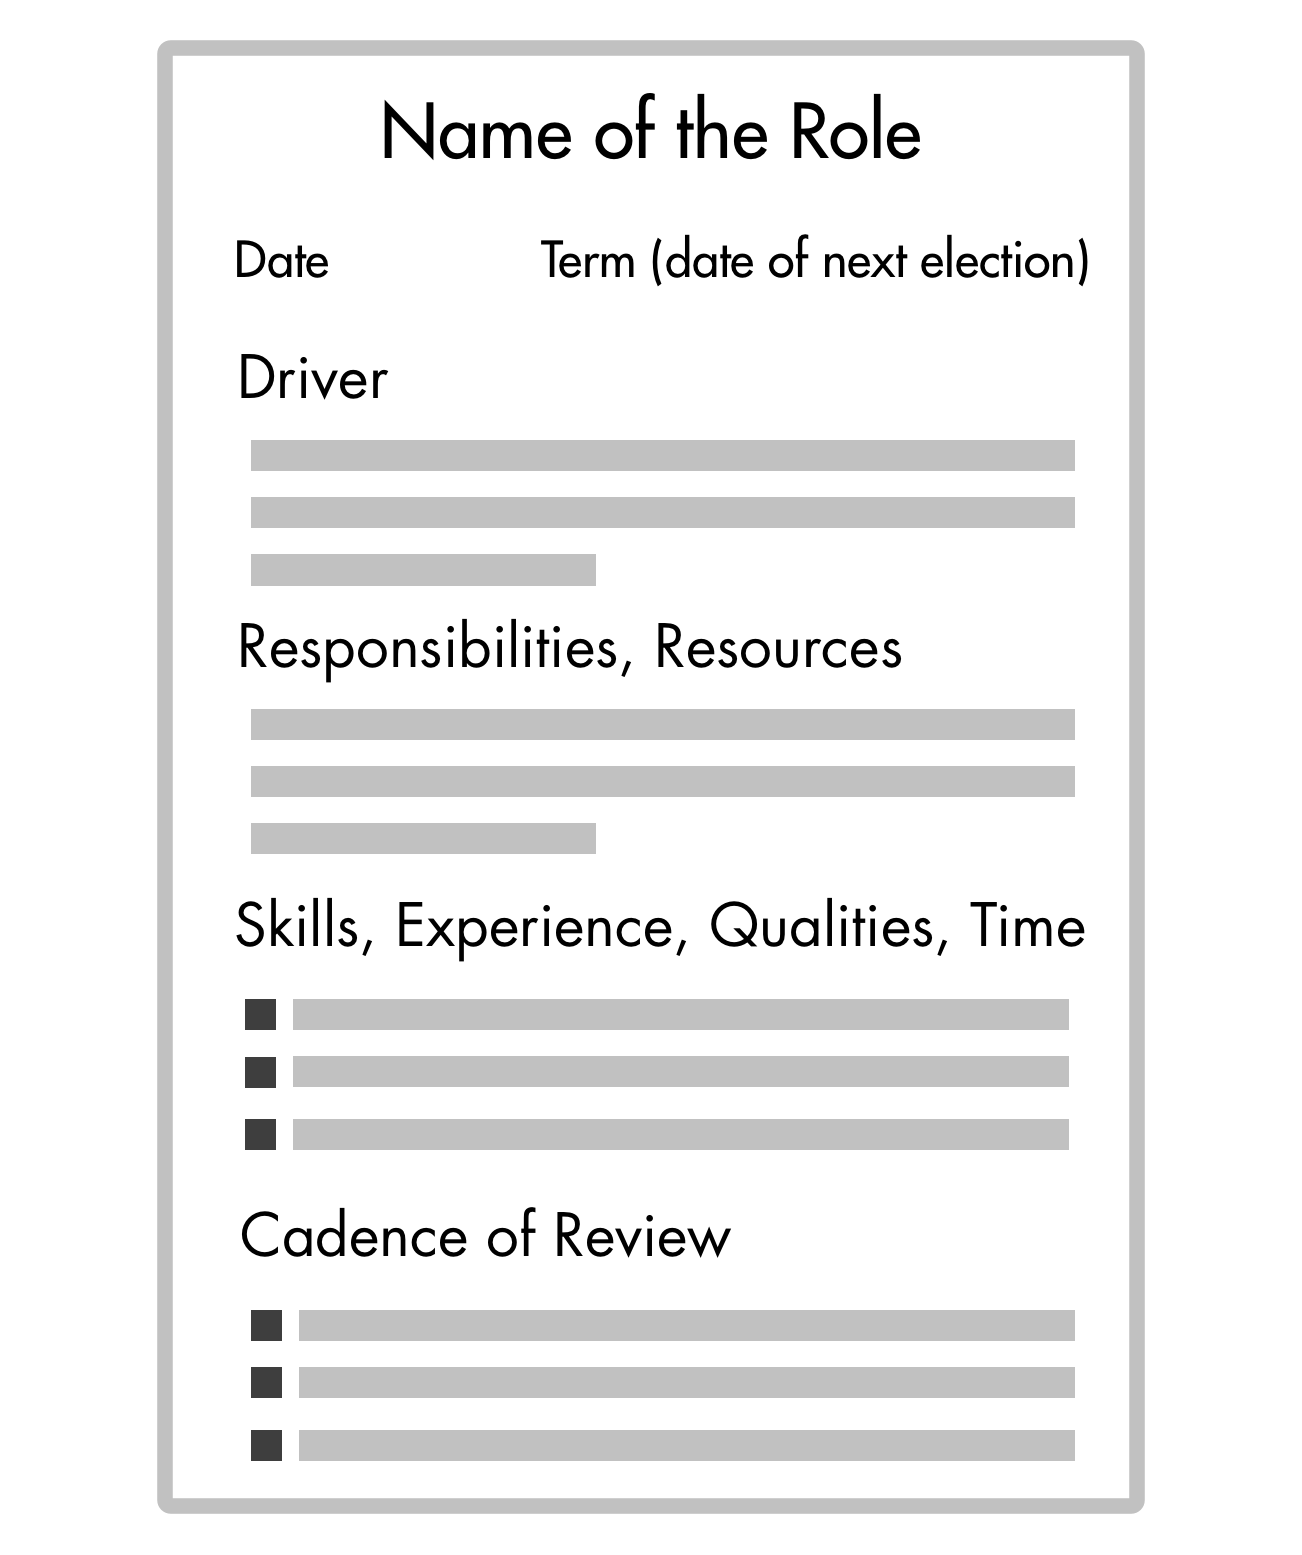 Name of the Role
Date Term (date of next election)
Driver
Responsibilities, Resources
Skills, Experience, Qualities, Time
Cadence of Review